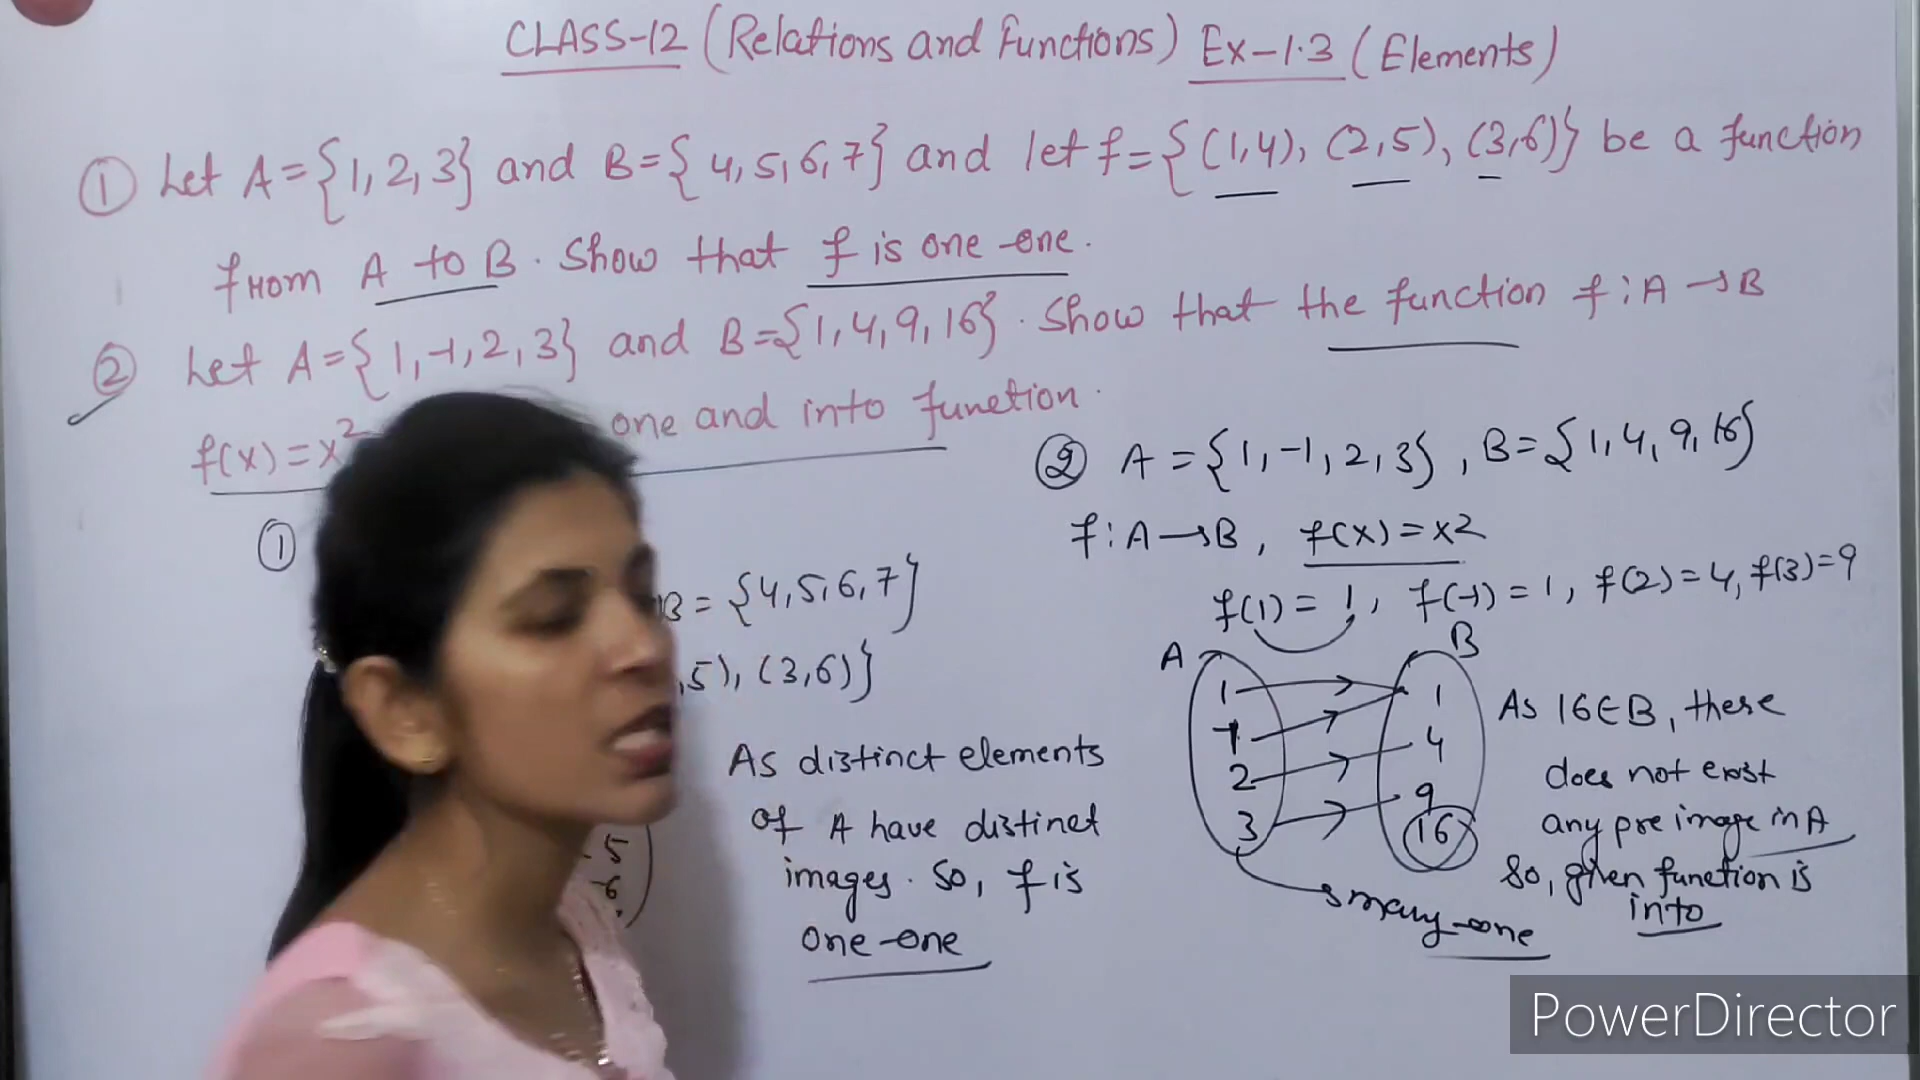 CLASS-12 (Relations and Functions) Ex-1.3 (Elements)
① Let A={1,2,3} and B={4,5,6,7} and let f={(1,4),(2,5),(3,6)} be a function
from A to B. Show that f is one-one.
② Let A={1,-1,2,3} and B={1,4,9,16}. Show that the function f:A→B
f(x)=x² one and into function.
①
B={4,5,6,7}
,5),(3,6)}
5
6
As distinct elements
of A have distinct
images. So, f is
one-one
② A={1,-1,2,3}, B={1,4,9,16}
f:A→B, f(x)=x2
f(1)=1, f(-1)=1, f(2)=4, f(3)=9
A B
1 1
-1 4
2 9
3 16
many-one
As 16∈B, there
does not exist
any pre image in A
So, given function is
into
PowerDirector